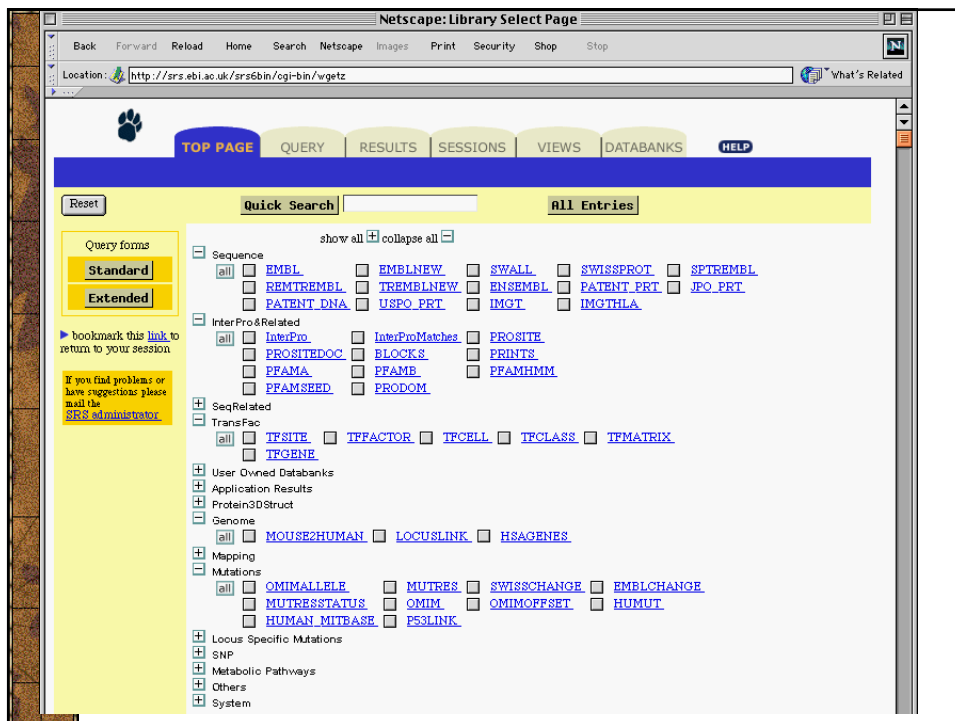 Netscape: Library Select Page
Back Forward Reload Home Search Netscape Images Print Security Shop Stop
N
Location: http://srs.ebi.ac.uk/srs6bin/cgi-bin/wgetz What's Related
TOP PAGE QUERY RESULTS SESSIONS VIEWS DATABANKS HELP
Reset Quick Search All Entries
Query forms
Standard
Extended
bookmark this link to
return to your session
If you find problems or
have suggestions please
mail the
SRS administrator
show all collapse all
Sequence
all EMBL EMBLNEW SWALL SWISSPROT SPTREMBL
REMTREMBL TREMBLNEW ENSEMBL PATENT_PRT JPO_PRT
PATENT_DNA USPO_PRT IMGT IMGTHLA
InterPro&Related
all InterPro InterProMatches PROSITE
PROSITEDOC BLOCKS PRINTS
PFAMA PFAMB PFAMHMM
PFAMSEED PRODOM
SeqRelated
TransFac
all TFSITE TFFACTOR TFCELL TFCLASS TFMATRIX
TFGENE
User Owned Databanks
Application Results
Protein3DStruct
Genome
all MOUSE2HUMAN LOCUSLINK HSAGENES
Mapping
Mutations
all OMIMALLELE MUTRES SWISSCHANGE EMBLCHANGE
MUTRESSTATUS OMIM OMIMOFFSET HUMUT
HUMAN_MITBASE P53LINK
Locus Specific Mutations
SNP
Metabolic Pathways
Others
System